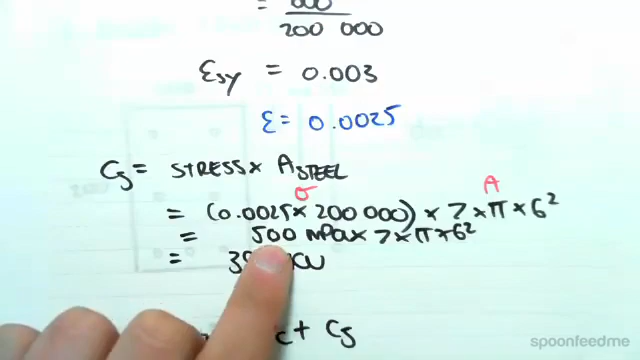 =
200 000
εsy = 0.003
ε = 0.0025
Cs = STRESS x ASTEEL
σ A
= (0.0025 x 200 000) x 7 x π x 6²
= 500 MPa x 7 x π x 6²
=
+ Cs
spoonfeedme